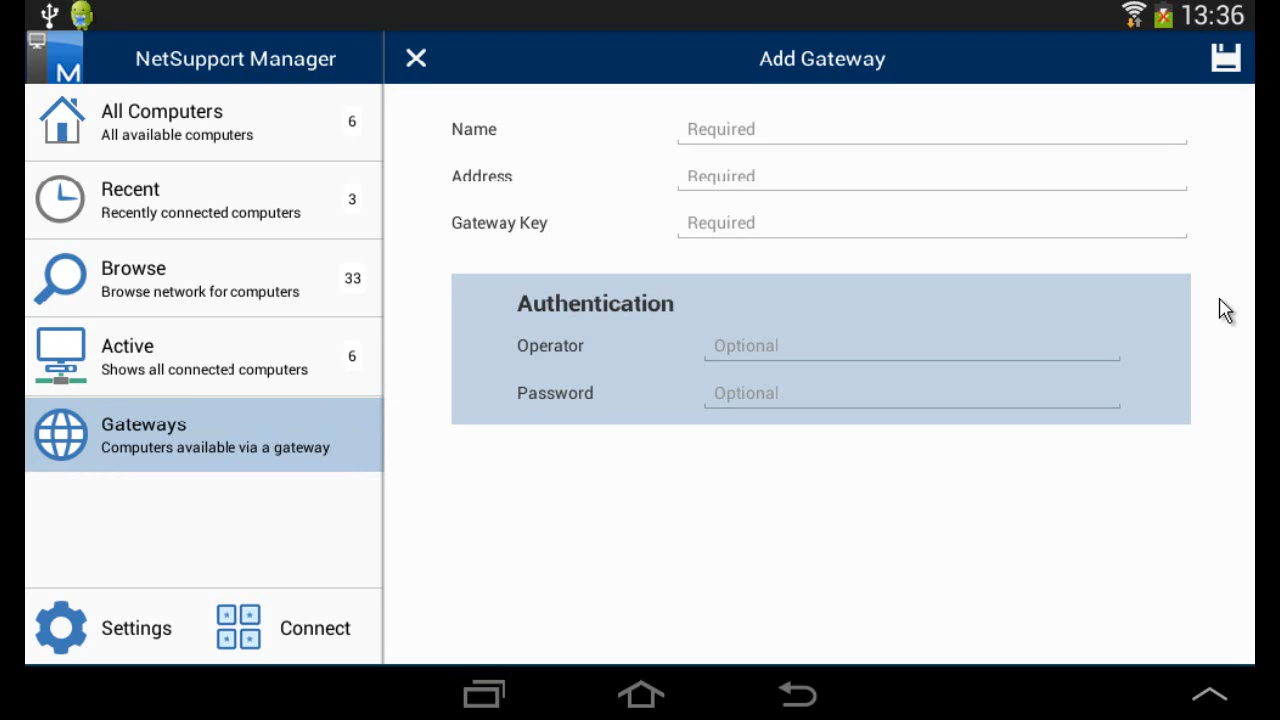 13:36
M
NetSupport Manager
Add Gateway
All Computers
All available computers
6
Recent
Recently connected computers
3
Browse
Browse network for computers
33
Active
Shows all connected computers
6
Gateways
Computers available via a gateway
Settings
Connect
Name Required
Address Required
Gateway Key Required
Authentication
Operator Optional
Password Optional